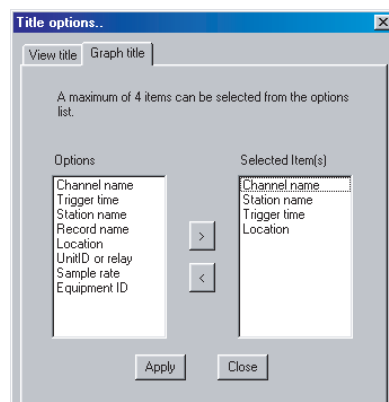 Title options..
View title
Graph title
A maximum of 4 items can be selected from the options
list.
Options
Channel name
Trigger time
Station name
Record name
Location
UnitID or relay
Sample rate
Equipment ID
>
<
Selected Item(s)
Channel name
Station name
Trigger time
Location
Apply
Close